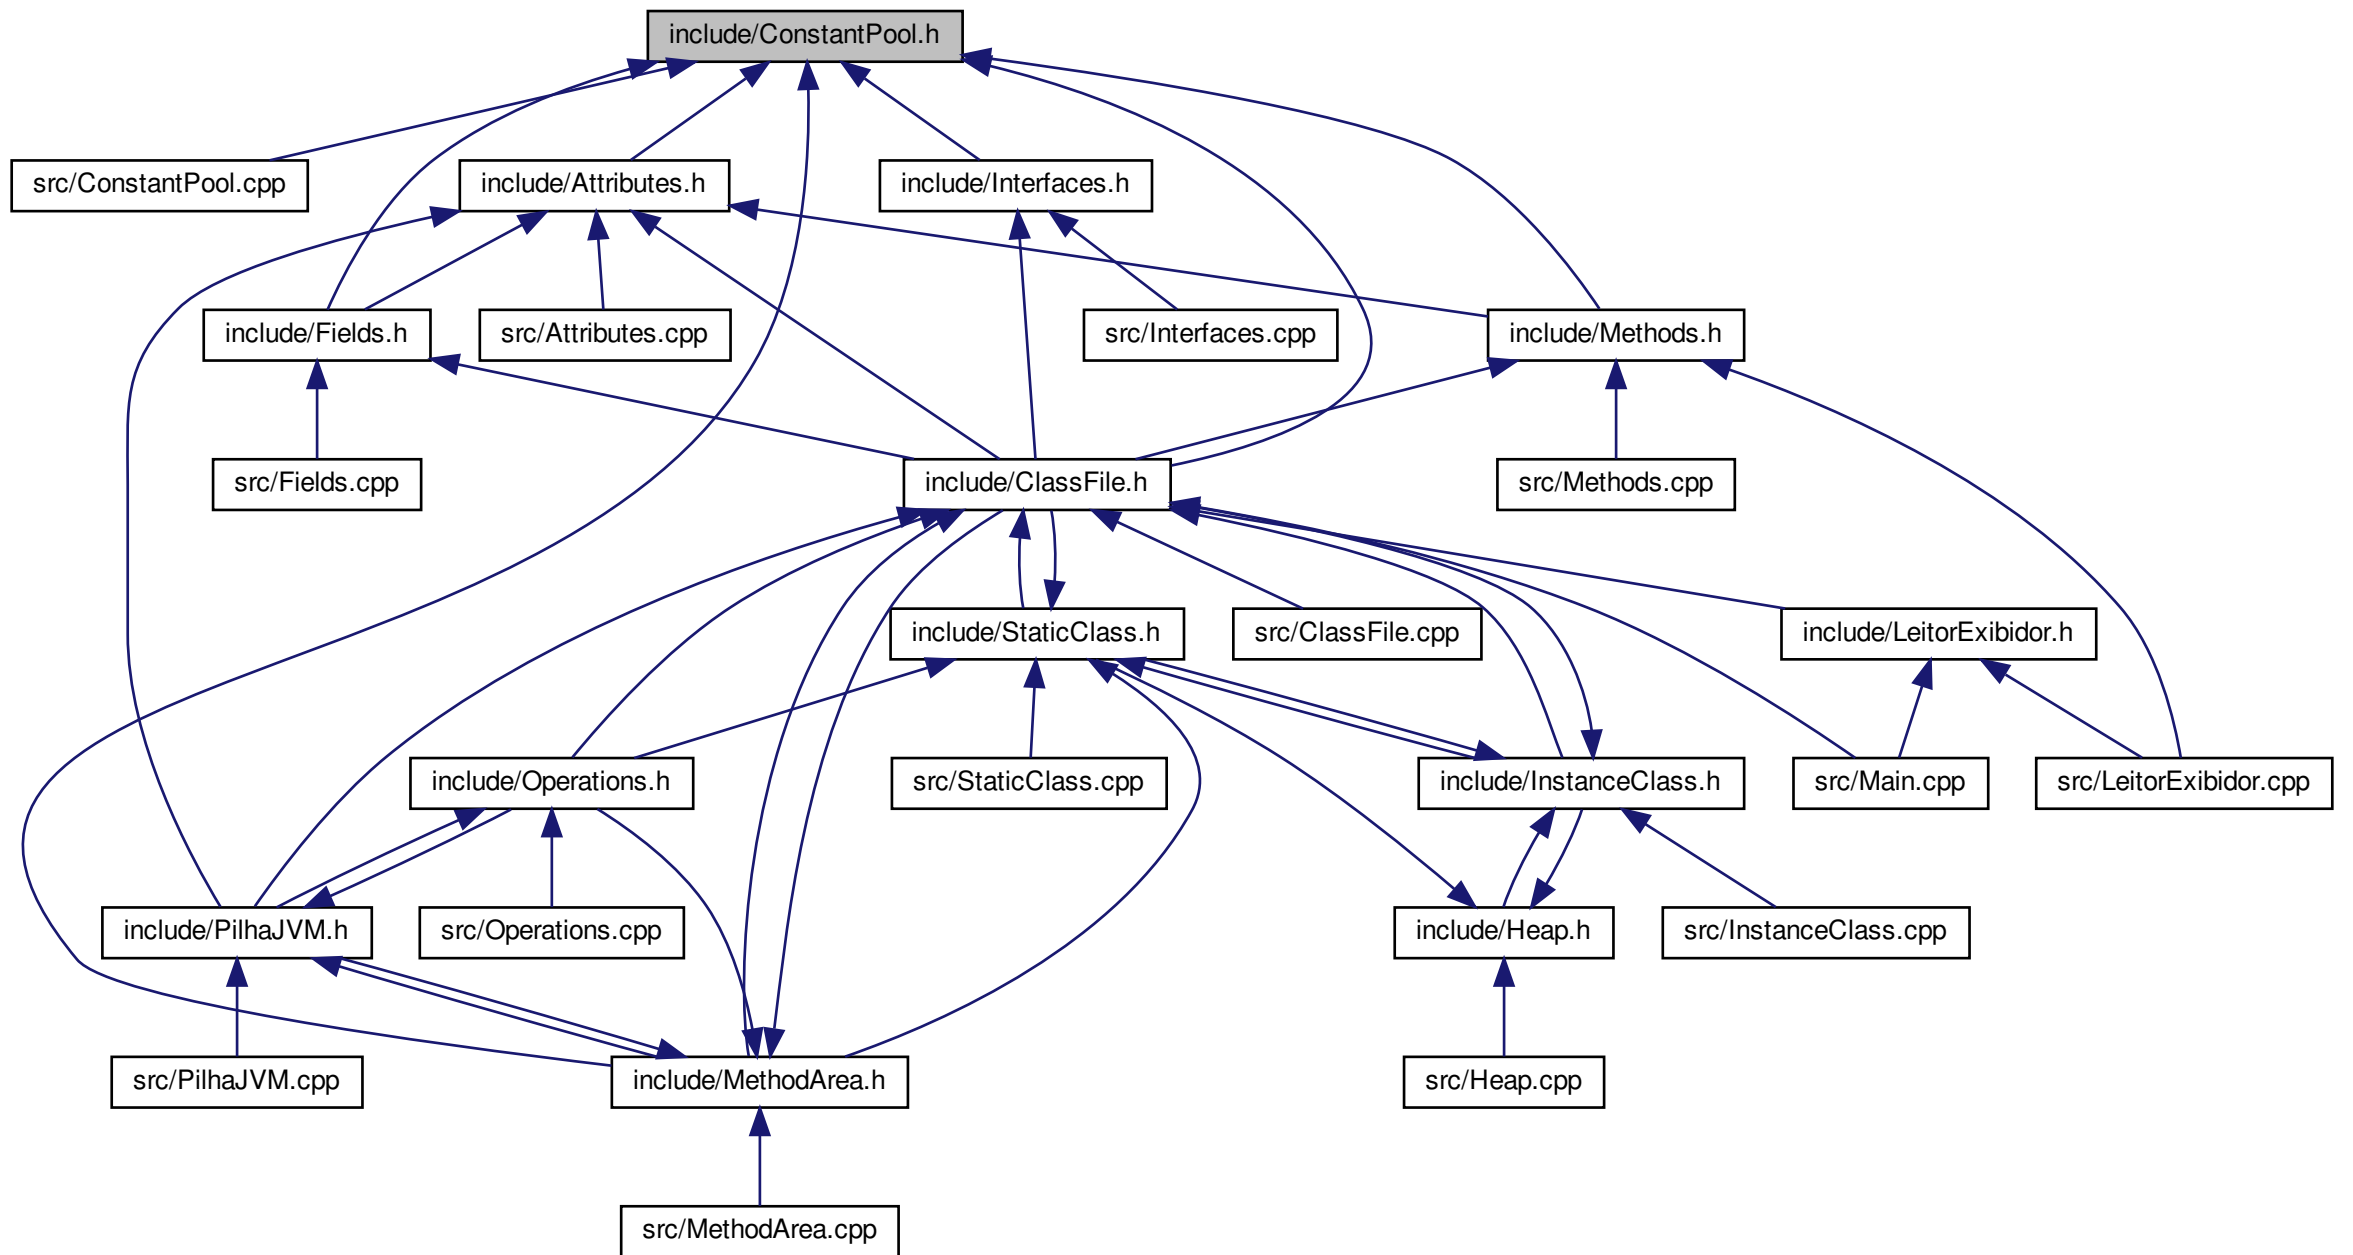 include/ConstantPool.h
src/ConstantPool.cpp
include/Attributes.h
include/Interfaces.h
include/Fields.h
src/Attributes.cpp
src/Interfaces.cpp
include/Methods.h
src/Fields.cpp
include/ClassFile.h
src/Methods.cpp
include/StaticClass.h
src/ClassFile.cpp
include/LeitorExibidor.h
include/Operations.h
src/StaticClass.cpp
include/InstanceClass.h
src/Main.cpp
src/LeitorExibidor.cpp
include/PilhaJVM.h
src/Operations.cpp
include/Heap.h
src/InstanceClass.cpp
src/PilhaJVM.cpp
include/MethodArea.h
src/Heap.cpp
src/MethodArea.cpp